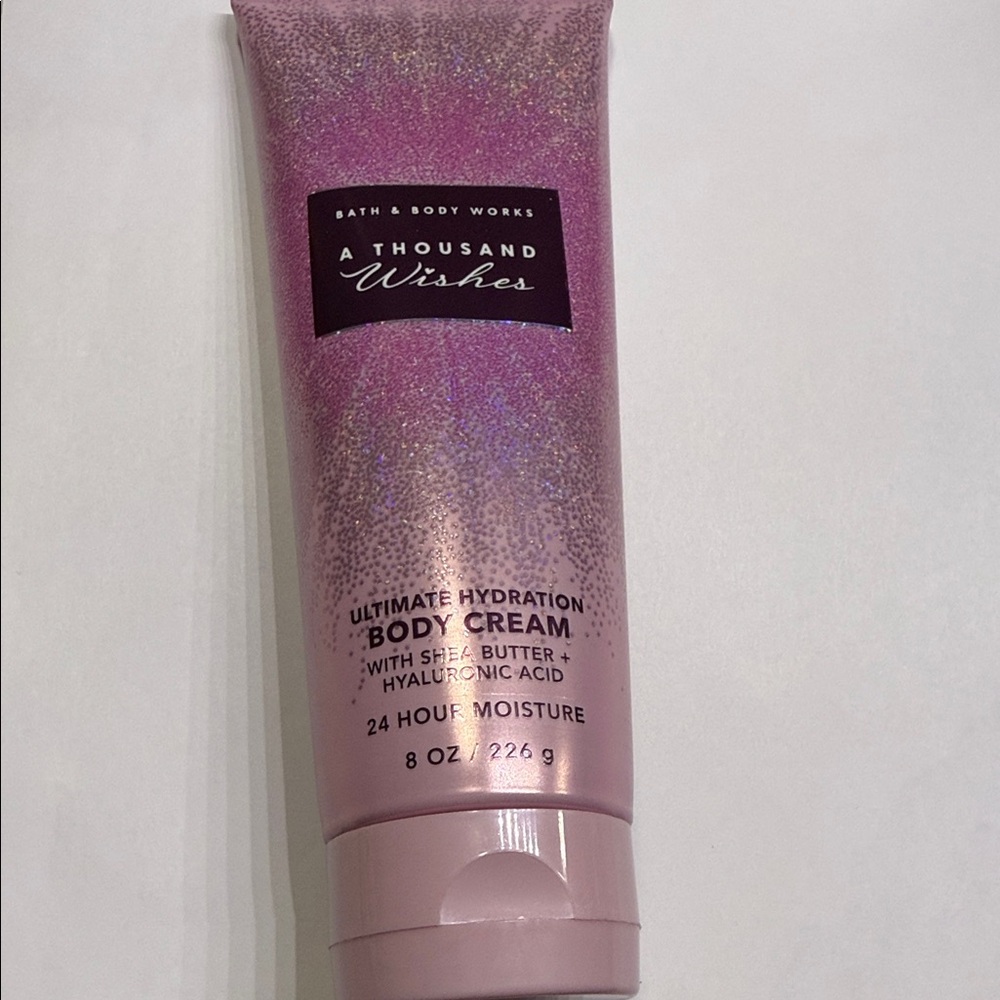 BATH & BODY WORKS
A THOUSAND
Wishes
ULTIMATE HYDRATION
BODY CREAM
WITH SHEA BUTTER +
HYALURONIC ACID
24 HOUR MOISTURE
8 OZ / 226 g